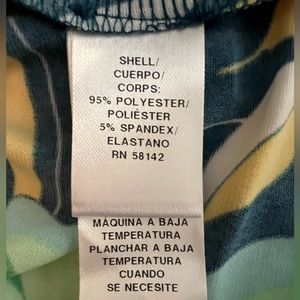 SHELL/
CUERPO/
CORPS:
95% POLYESTER/
POLIÉSTER
5% SPANDEX/
ELASTANO
RN 58142
MÁQUINA A BAJA
TEMPERATURA
PLANCHAR A BAJA
TEMPERATURA
CUANDO
SE NECESITE